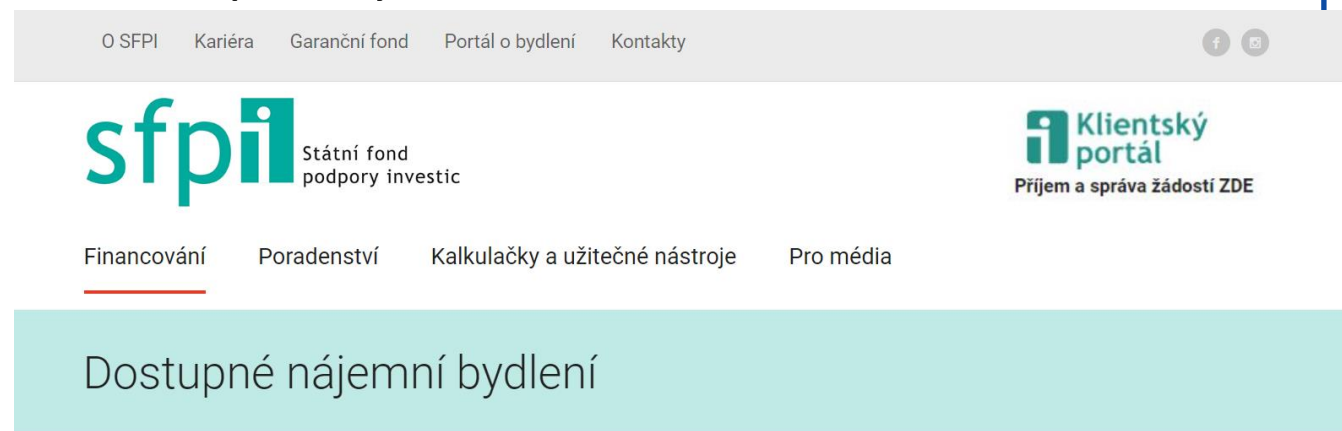 O SFPI Kariéra Garanční fond Portál o bydlení Kontakty
sfpi Státní fond
podpory investic
Klientský
portál
Příjem a správa žádostí ZDE
Financování Poradenství Kalkulačky a užitečné nástroje Pro média
Dostupné nájemní bydlení